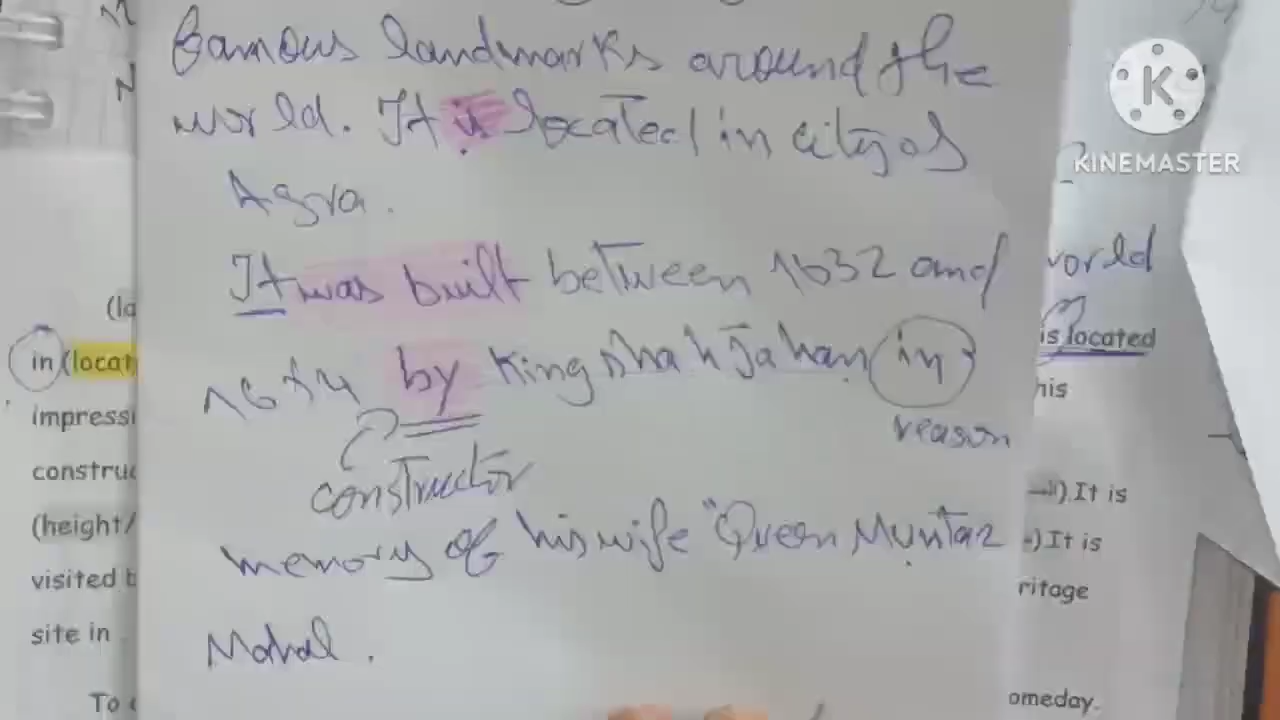 famous landmarks around the
world. It is located in city of
Agra.
It was built between 1632 and
by King shah Jahan in
reason
constructor
memory of his wife "Queen Mumtaz
Mahal.
KINEMASTER
in (locat
impressi
construc
(height/
visited b
site in
To
world
is located
his
).It is
).It is
ritage
omeday.